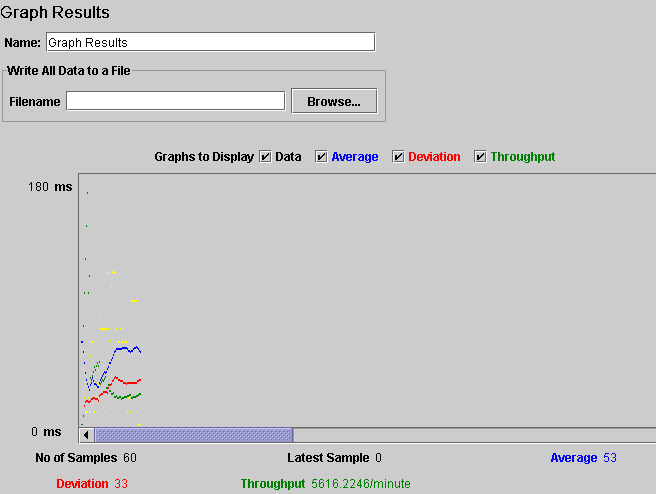 Graph Results
Name: Graph Results
Write All Data to a File
Filename Browse...
Graphs to Display Data Average Deviation Throughput
180 ms
0 ms
No of Samples 60 Latest Sample 0 Average 53
Deviation 33 Throughput 5616.2246/minute